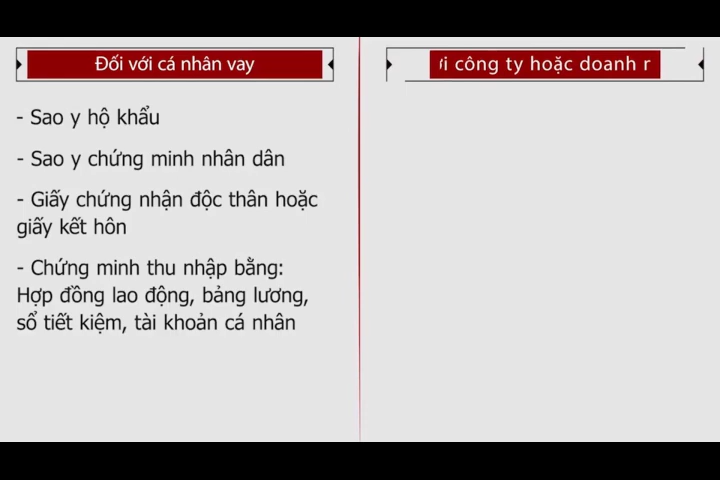 Đối với cá nhân vay
- Sao y hộ khẩu
- Sao y chứng minh nhân dân
- Giấy chứng nhận độc thân hoặc
giấy kết hôn
- Chứng minh thu nhập bằng:
Hợp đồng lao động, bảng lương,
sổ tiết kiệm, tài khoản cá nhân
công ty hoặc doanh